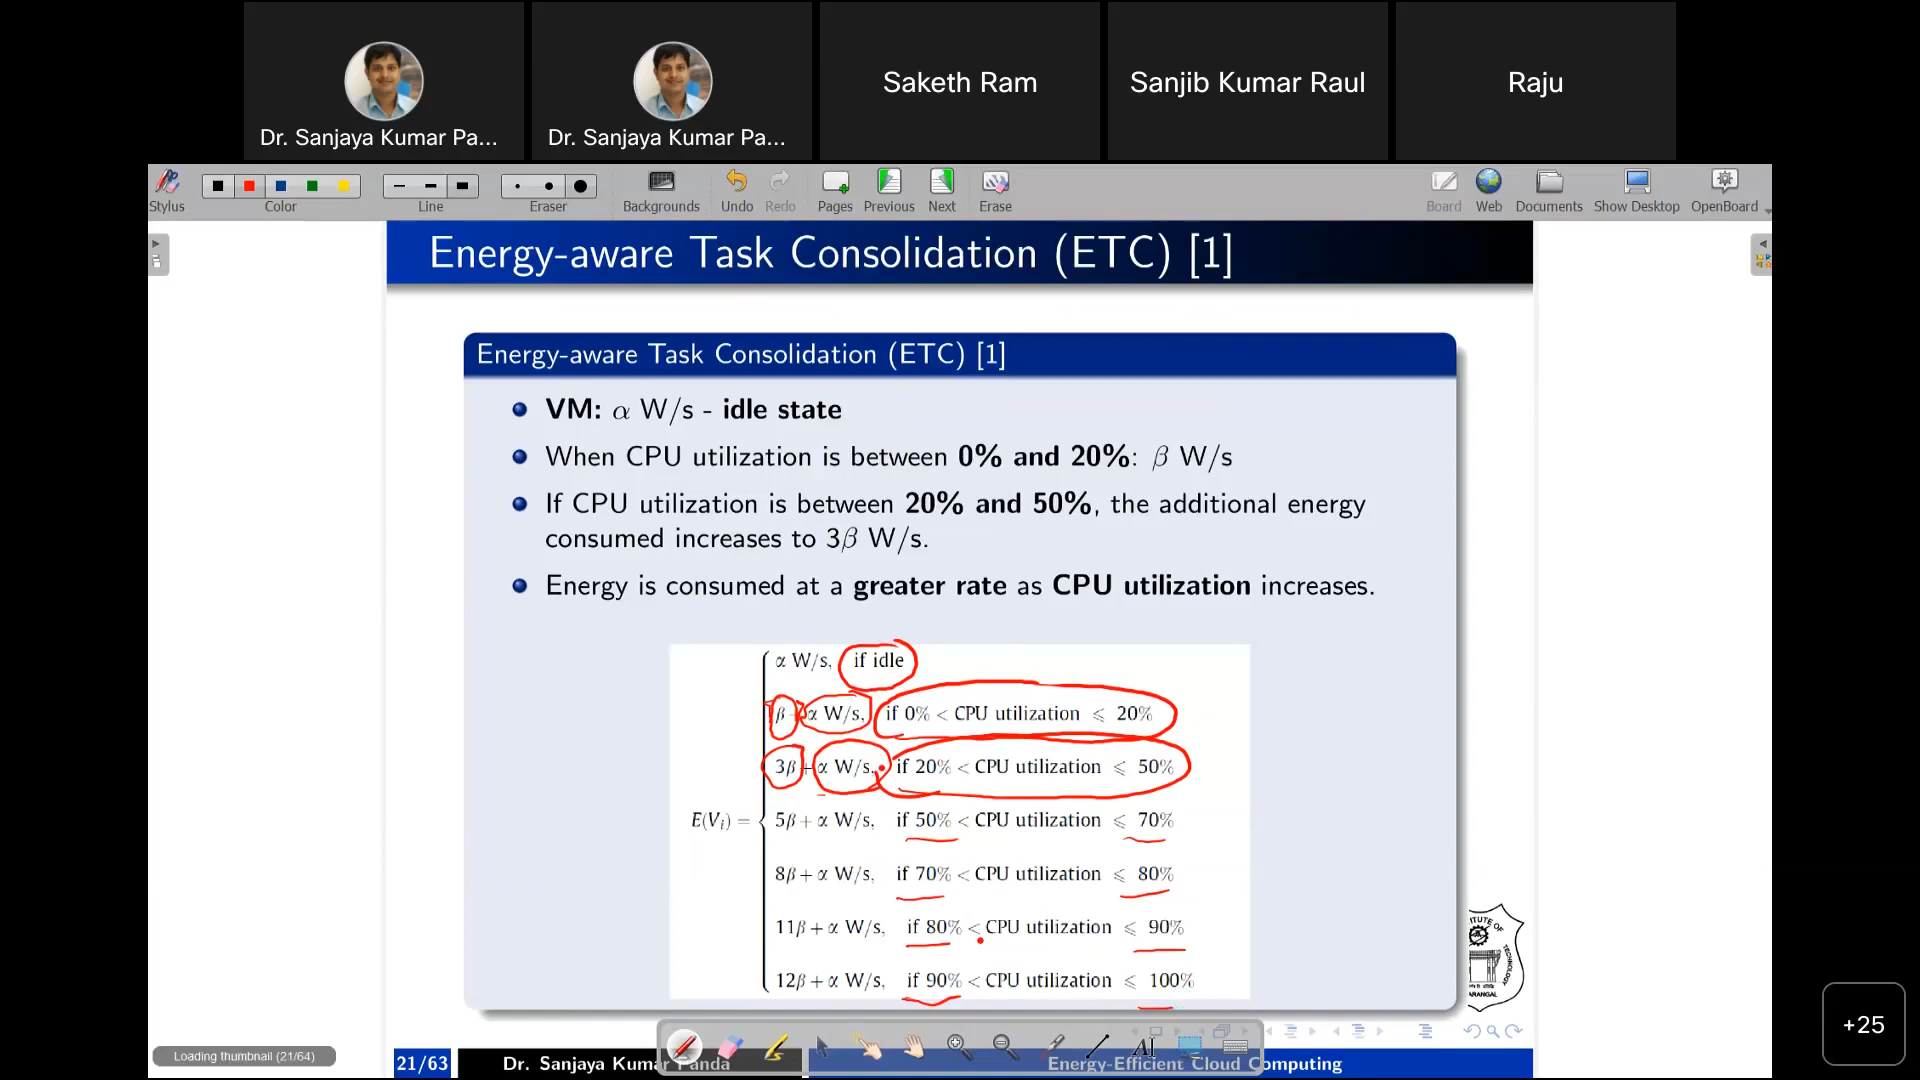 Dr. Sanjaya Kumar Pa...
Dr. Sanjaya Kumar Pa...
Saketh Ram
Sanjib Kumar Raul
Raju
Stylus
Color
Line
Eraser
Backgrounds
Undo
Redo
Pages
Previous
Next
Erase
Board
Web
Documents
Show Desktop
OpenBoard
Energy-aware Task Consolidation (ETC) [1]
Energy-aware Task Consolidation (ETC) [1]
VM: α W/s - idle state
When CPU utilization is between 0% and 20%: β W/s
If CPU utilization is between 20% and 50%, the additional energy
consumed increases to 3β W/s.
Energy is consumed at a greater rate as CPU utilization increases.
α W/s, if idle
β + α W/s, if 0% < CPU utilization ⩽ 20%
3β + α W/s, if 20% < CPU utilization ⩽ 50%
E(Vi) = 5β + α W/s, if 50% < CPU utilization ⩽ 70%
8β + α W/s, if 70% < CPU utilization ⩽ 80%
11β + α W/s, if 80% < CPU utilization ⩽ 90%
12β + α W/s, if 90% < CPU utilization ⩽ 100%
+25
Loading thumbnail (21/64)
21/63
Dr. Sanjaya Kumar Panda
Energy-Efficient Cloud Computing